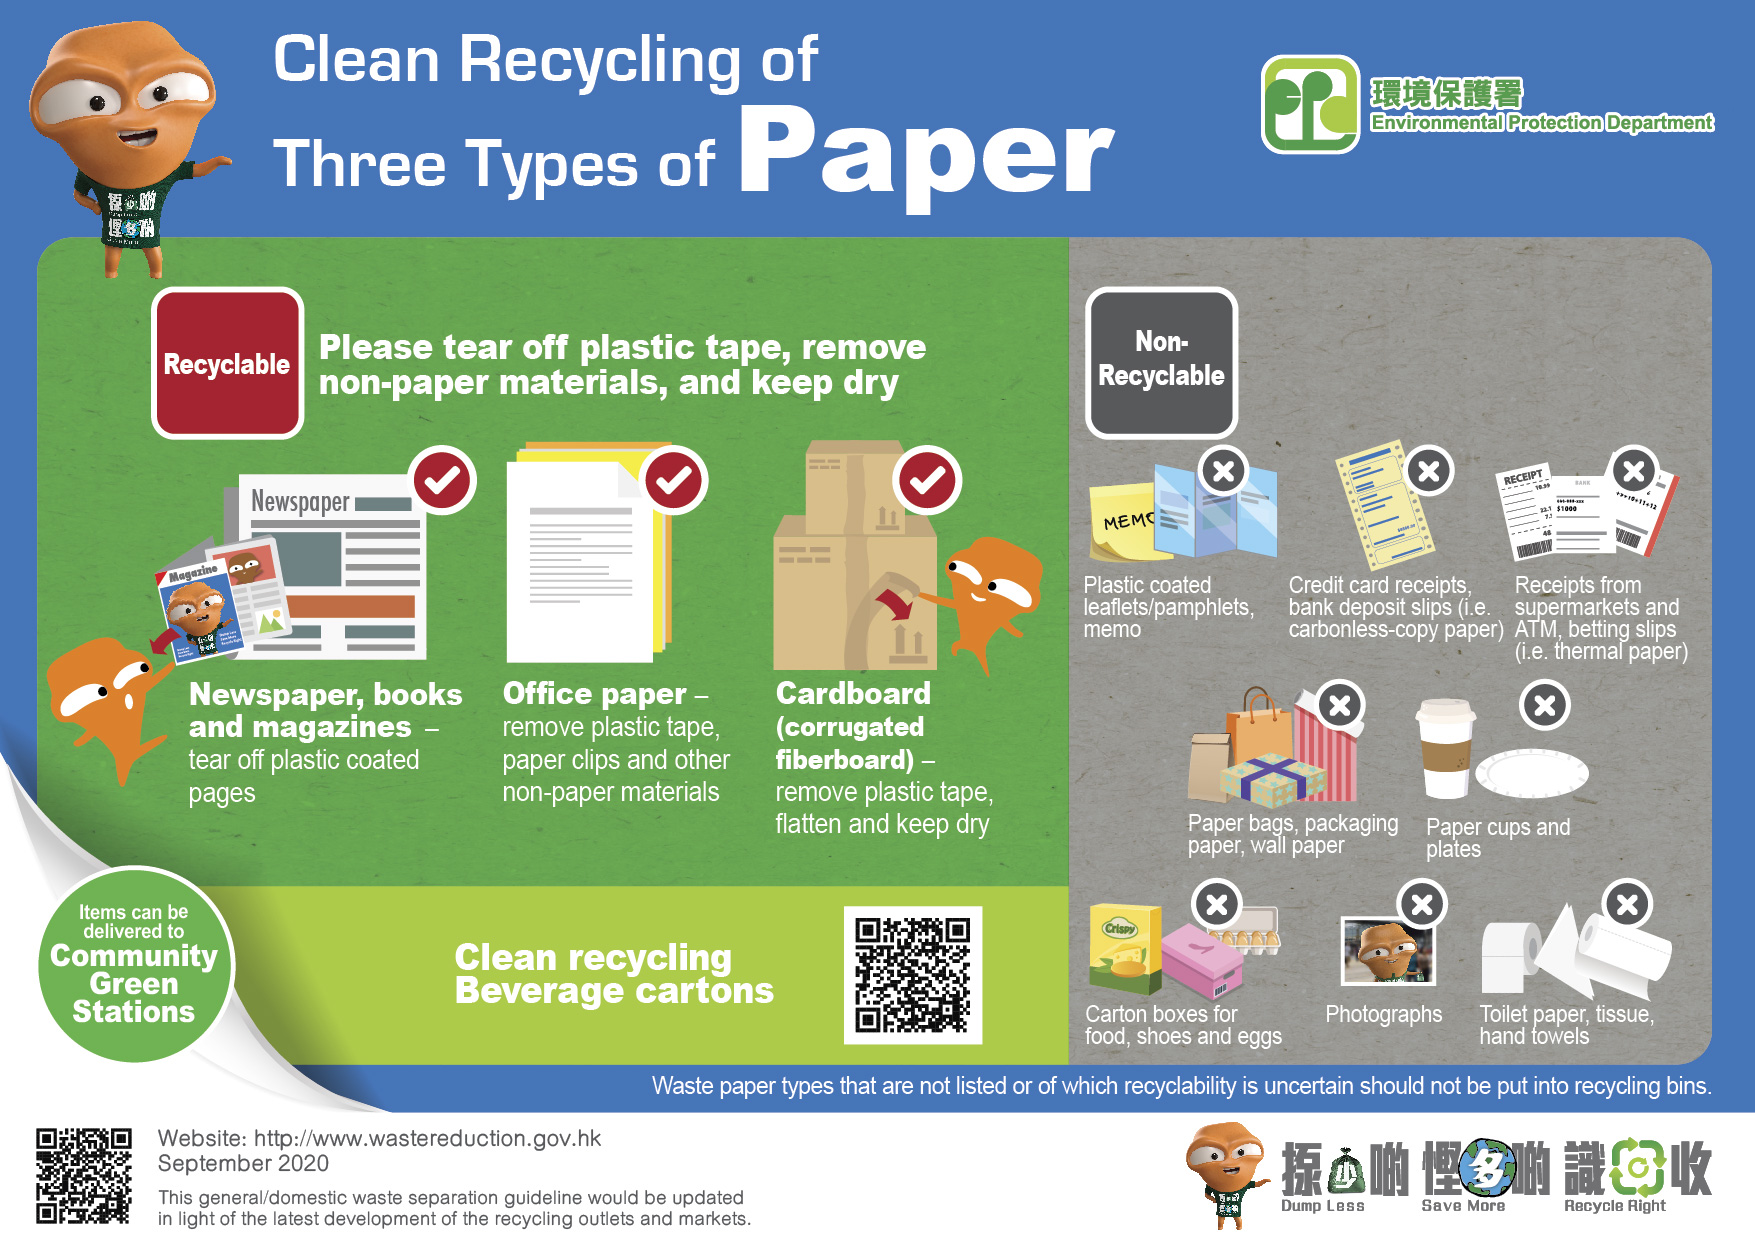 Clean Recycling of
Three Types of Paper
環境保護署
Environmental Protection Department
Recyclable
Please tear off plastic tape, remove
non-paper materials, and keep dry
Newspaper
Magazine
Newspaper, books
and magazines –
tear off plastic coated
pages
Office paper –
remove plastic tape,
paper clips and other
non-paper materials
Cardboard
(corrugated
fiberboard) –
remove plastic tape,
flatten and keep dry
Non-
Recyclable
MEMO
Plastic coated
leaflets/pamphlets,
memo
Credit card receipts,
bank deposit slips (i.e.
carbonless-copy paper)
RECEIPT
BANK
$1000
Receipts from
supermarkets and
ATM, betting slips
(i.e. thermal paper)
Paper bags, packaging
paper, wall paper
Paper cups and
plates
Crispy
Carton boxes for
food, shoes and eggs
Photographs
Toilet paper, tissue,
hand towels
Items can be
delivered to
Community
Green
Stations
Clean recycling
Beverage cartons
Waste paper types that are not listed or of which recyclability is uncertain should not be put into recycling bins.
Website: http://www.wastereduction.gov.hk
September 2020
This general/domestic waste separation guideline would be updated
in light of the latest development of the recycling outlets and markets.
揼少啲 慳多啲 識回收
Dump Less Save More Recycle Right